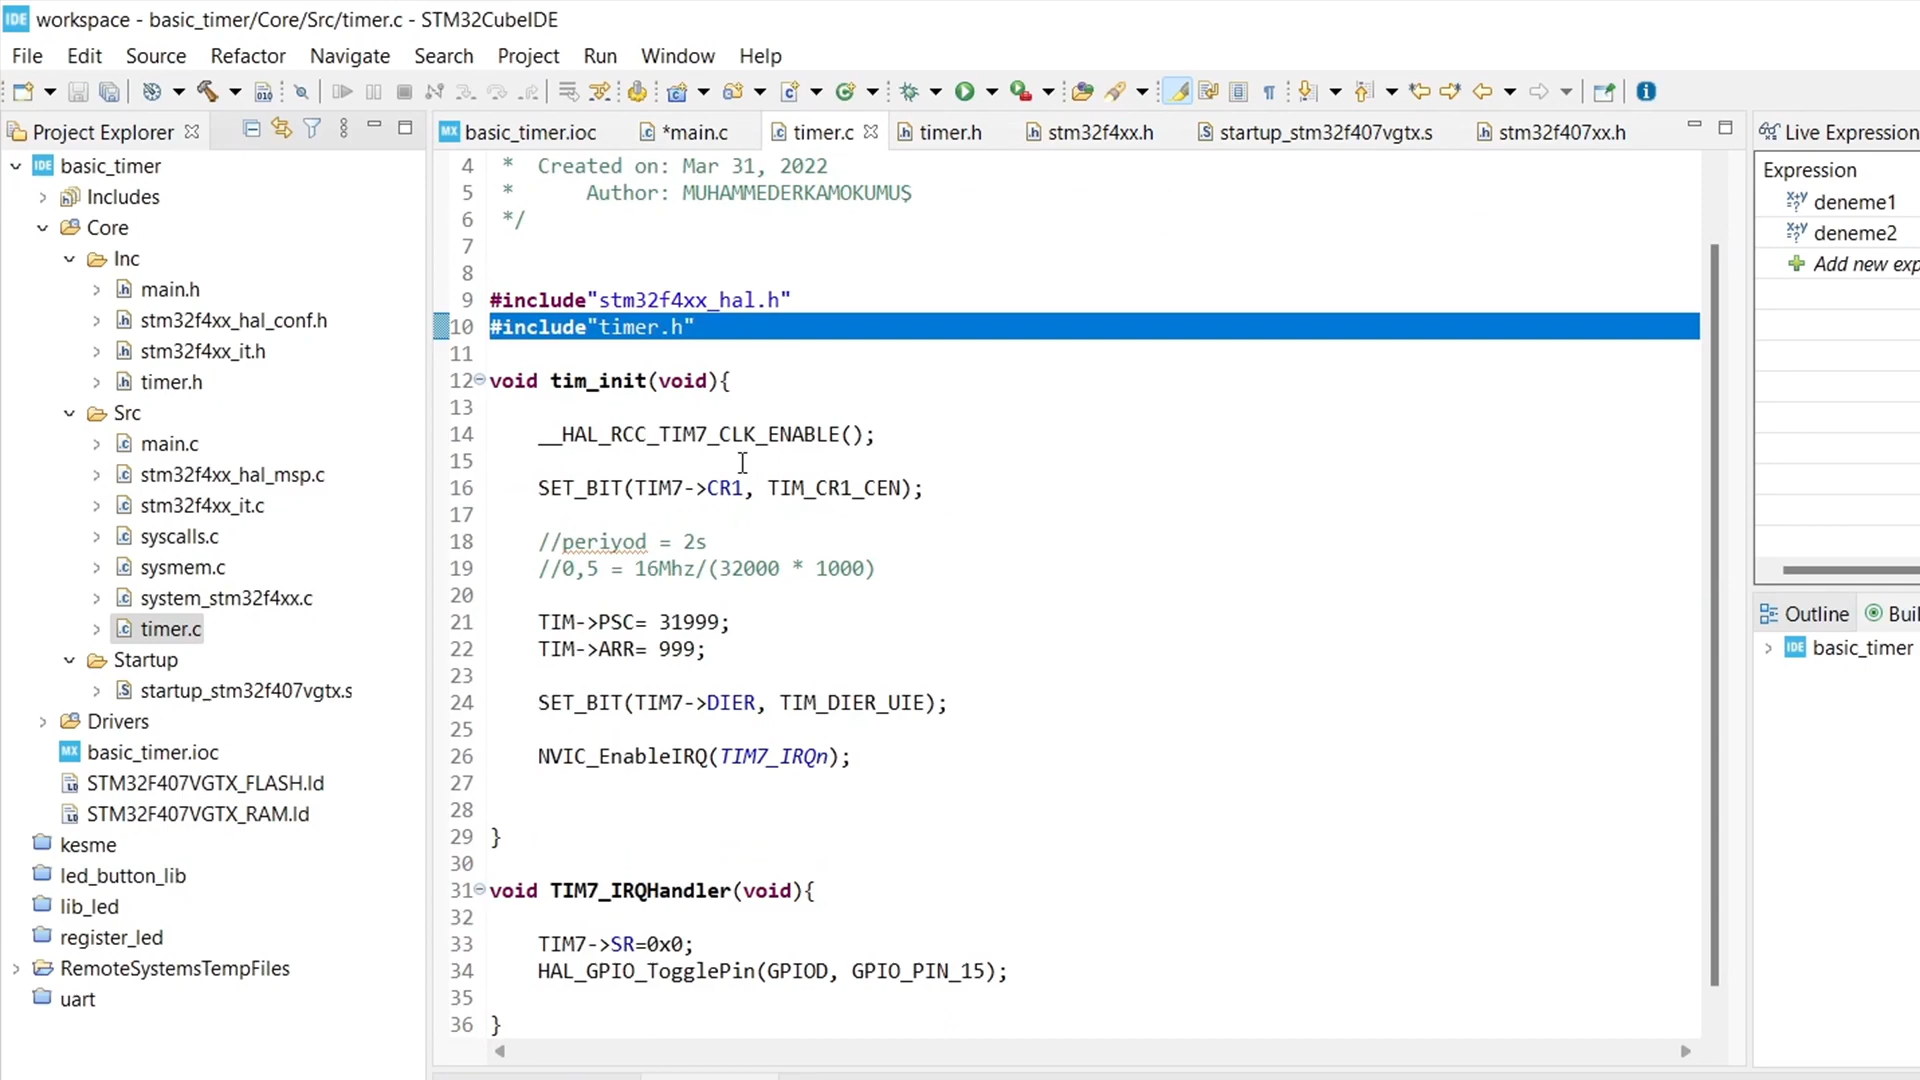 IDE workspace - basic_timer/Core/Src/timer.c - STM32CubeIDE
File Edit Source Refactor Navigate Search Project Run Window Help
Project Explorer
MX basic_timer.ioc
*main.c
timer.c
timer.h
stm32f4xx.h
startup_stm32f407vgtx.s
stm32f407xx.h
Live Expression
IDE basic_timer
Includes
Core
Inc
main.h
stm32f4xx_hal_conf.h
stm32f4xx_it.h
timer.h
Src
main.c
stm32f4xx_hal_msp.c
stm32f4xx_it.c
syscalls.c
sysmem.c
system_stm32f4xx.c
timer.c
Startup
startup_stm32f407vgtx.s
Drivers
MX basic_timer.ioc
STM32F407VGTX_FLASH.ld
STM32F407VGTX_RAM.ld
kesme
led_button_lib
lib_led
register_led
RemoteSystemsTempFiles
uart
4 * Created on: Mar 31, 2022
5 * Author: MUHAMMEDERKAMOKUMUŞ
6 */
7
8
9 #include"stm32f4xx_hal.h"
10 #include"timer.h"
11
12 void tim_init(void){
13
14 __HAL_RCC_TIM7_CLK_ENABLE();
15
16 SET_BIT(TIM7->CR1, TIM_CR1_CEN);
17
18 //periyod = 2s
19 //0,5 = 16Mhz/(32000 * 1000)
20
21 TIM->PSC= 31999;
22 TIM->ARR= 999;
23
24 SET_BIT(TIM7->DIER, TIM_DIER_UIE);
25
26 NVIC_EnableIRQ(TIM7_IRQn);
27
28
29 }
30
31 void TIM7_IRQHandler(void){
32
33 TIM7->SR=0x0;
34 HAL_GPIO_TogglePin(GPIOD, GPIO_PIN_15);
35
36 }
Expression
deneme1
deneme2
Add new exp
Outline
Buil
IDE basic_timer